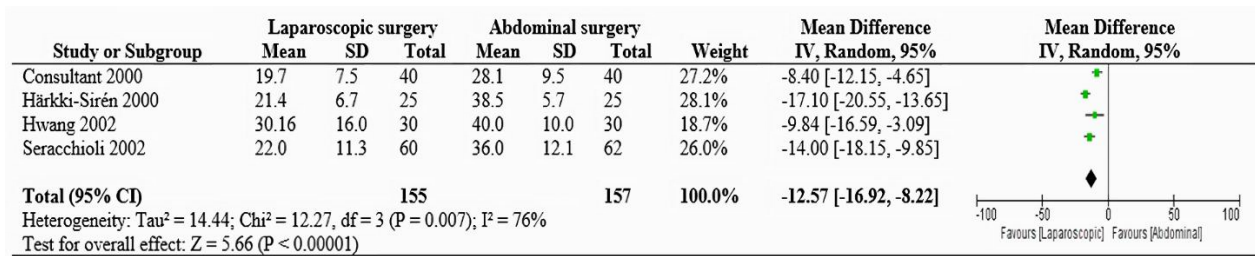 Laparoscopic surgery Abdominal surgery Mean Difference Mean Difference
Study or Subgroup Mean SD Total Mean SD Total Weight IV, Random, 95% IV, Random, 95%
Consultant 2000 19.7 7.5 40 28.1 9.5 40 27.2% -8.40 [-12.15, -4.65]
Härkki-Sirén 2000 21.4 6.7 25 38.5 5.7 25 28.1% -17.10 [-20.55, -13.65]
Hwang 2002 30.16 16.0 30 40.0 10.0 30 18.7% -9.84 [-16.59, -3.09]
Seracchioli 2002 22.0 11.3 60 36.0 12.1 62 26.0% -14.00 [-18.15, -9.85]
Total (95% CI) 155 157 100.0% -12.57 [-16.92, -8.22]
Heterogeneity: Tau² = 14.44; Chi² = 12.27, df = 3 (P = 0.007); I² = 76%
Test for overall effect: Z = 5.66 (P < 0.00001)
-100 -50 0 50 100
Favours [Laparoscopic] Favours [Abdominal]